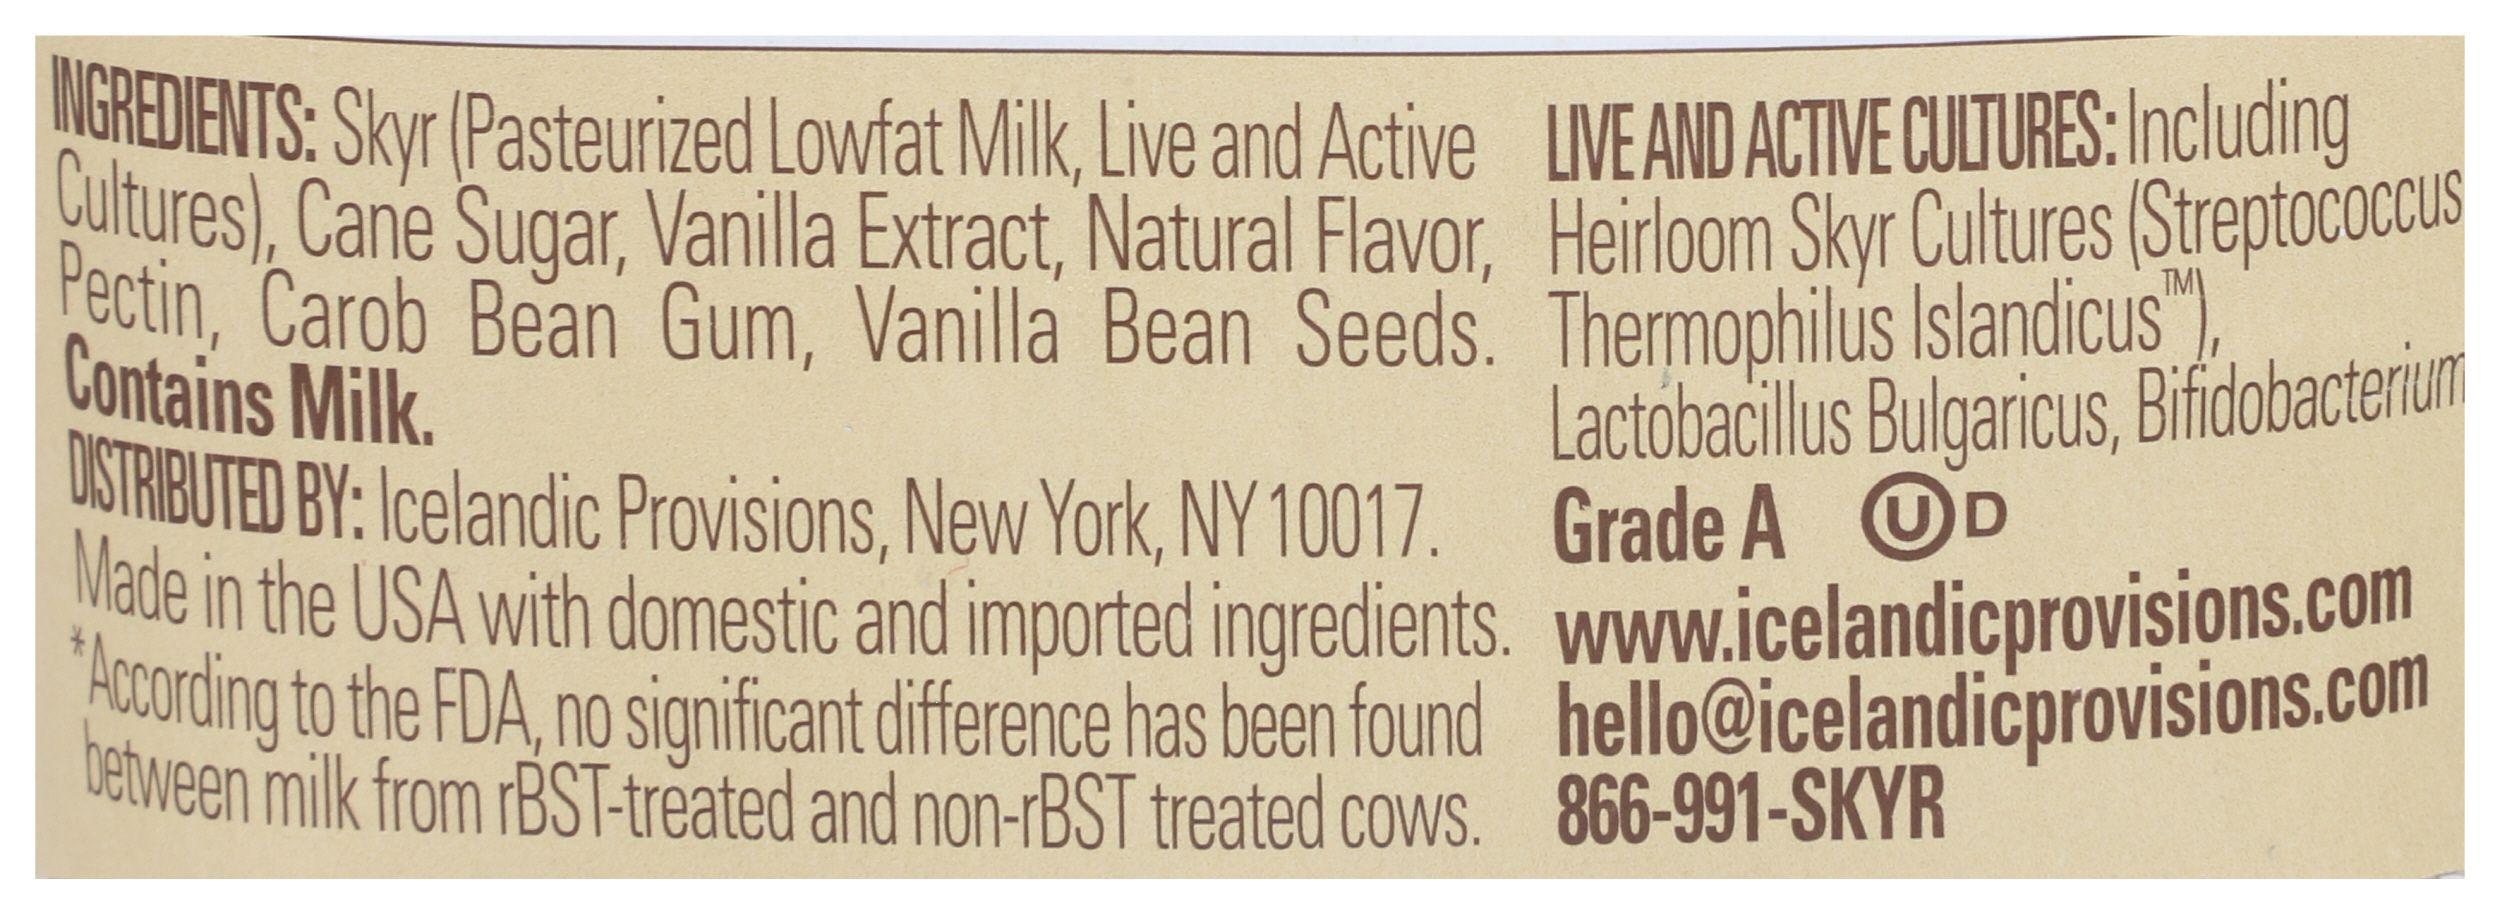 INGREDIENTS: Skyr (Pasteurized Lowfat Milk, Live and Active
Cultures), Cane Sugar, Vanilla Extract, Natural Flavor,
Pectin, Carob Bean Gum, Vanilla Bean Seeds.
Contains Milk.
DISTRIBUTED BY: Icelandic Provisions, New York, NY 10017.
Made in the USA with domestic and imported ingredients.
*According to the FDA, no significant difference has been found
between milk from rBST-treated and non-rBST treated cows.
LIVE AND ACTIVE CULTURES: Including
Heirloom Skyr Cultures (Streptococcus
Thermophilus Islandicus™),
Lactobacillus Bulgaricus, Bifidobacterium
Grade A Ⓤ D
www.icelandicprovisions.com
hello@icelandicprovisions.com
866-991-SKYR